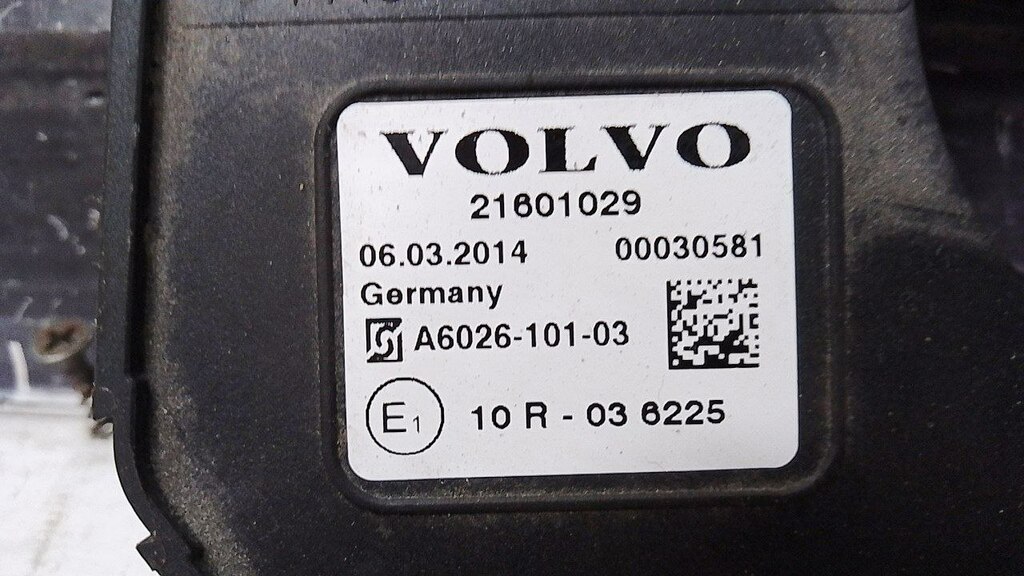 VOLVO
21601029
06.03.2014 00030581
Germany
A6026-101-03
E1 10 R - 03 6225